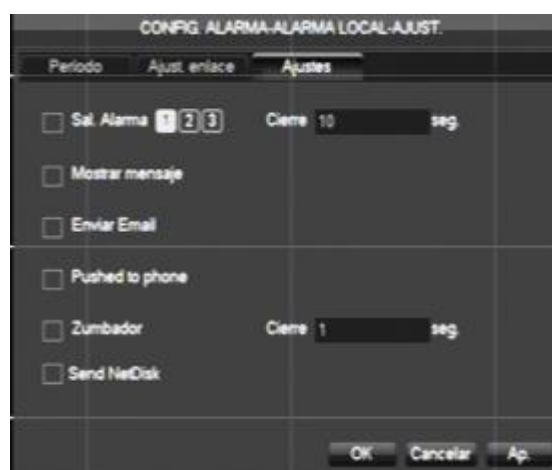 CONFIG. ALARMA-ALARMA LOCAL-AJUST.
Periodo Ajust. enlace Ajustes
Sal. Alarma 1 2 3 Cierre 10 seg.
Mostrar mensaje
Enviar Email
Pushed to phone
Zumbador Cierre 1 seg.
Send NetDisk
OK Cancelar Ap.